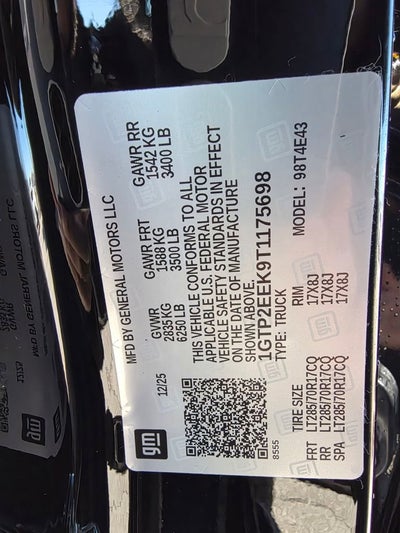 gm
MFD BY GENERAL MOTORS LLC
12/25
GVWR
2835 KG
6250 LB
GAWR FRT
1588 KG
3500 LB
GAWR RR
1542 KG
3400 LB
THIS VEHICLE CONFORMS TO ALL
APPLICABLE U.S. FEDERAL MOTOR
VEHICLE SAFETY STANDARDS IN EFFECT
ON THE DATE OF MANUFACTURE
SHOWN ABOVE.
1GTP2EEK9T1175698
TYPE: TRUCK
MODEL: 98T4E43
8555
TIRE SIZE RIM
FRT LT285/70R17CQ 17X8J
RR LT285/70R17CQ 17X8J
SPA LT285/70R17CQ 17X8J